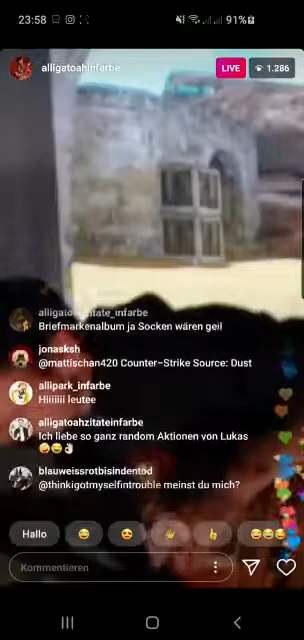 23:58
91%
alligatoahinfarbe
LIVE
1.286
Briefmarkenalbum ja Socken wären geil
jonasksh
@mattischan420 Counter-Strike Source: Dust
allipark_infarbe
Hiiiiii leutee
alligatoahzitateinfarbe
Ich liebe so ganz random Aktionen von Lukas
🤪😂👌🏻
blauweissrotbisindentod
@thinkigotmyselfintrouble meinst du mich?
Hallo 😂 😍 👋 👍 😂😂😂
Kommentieren